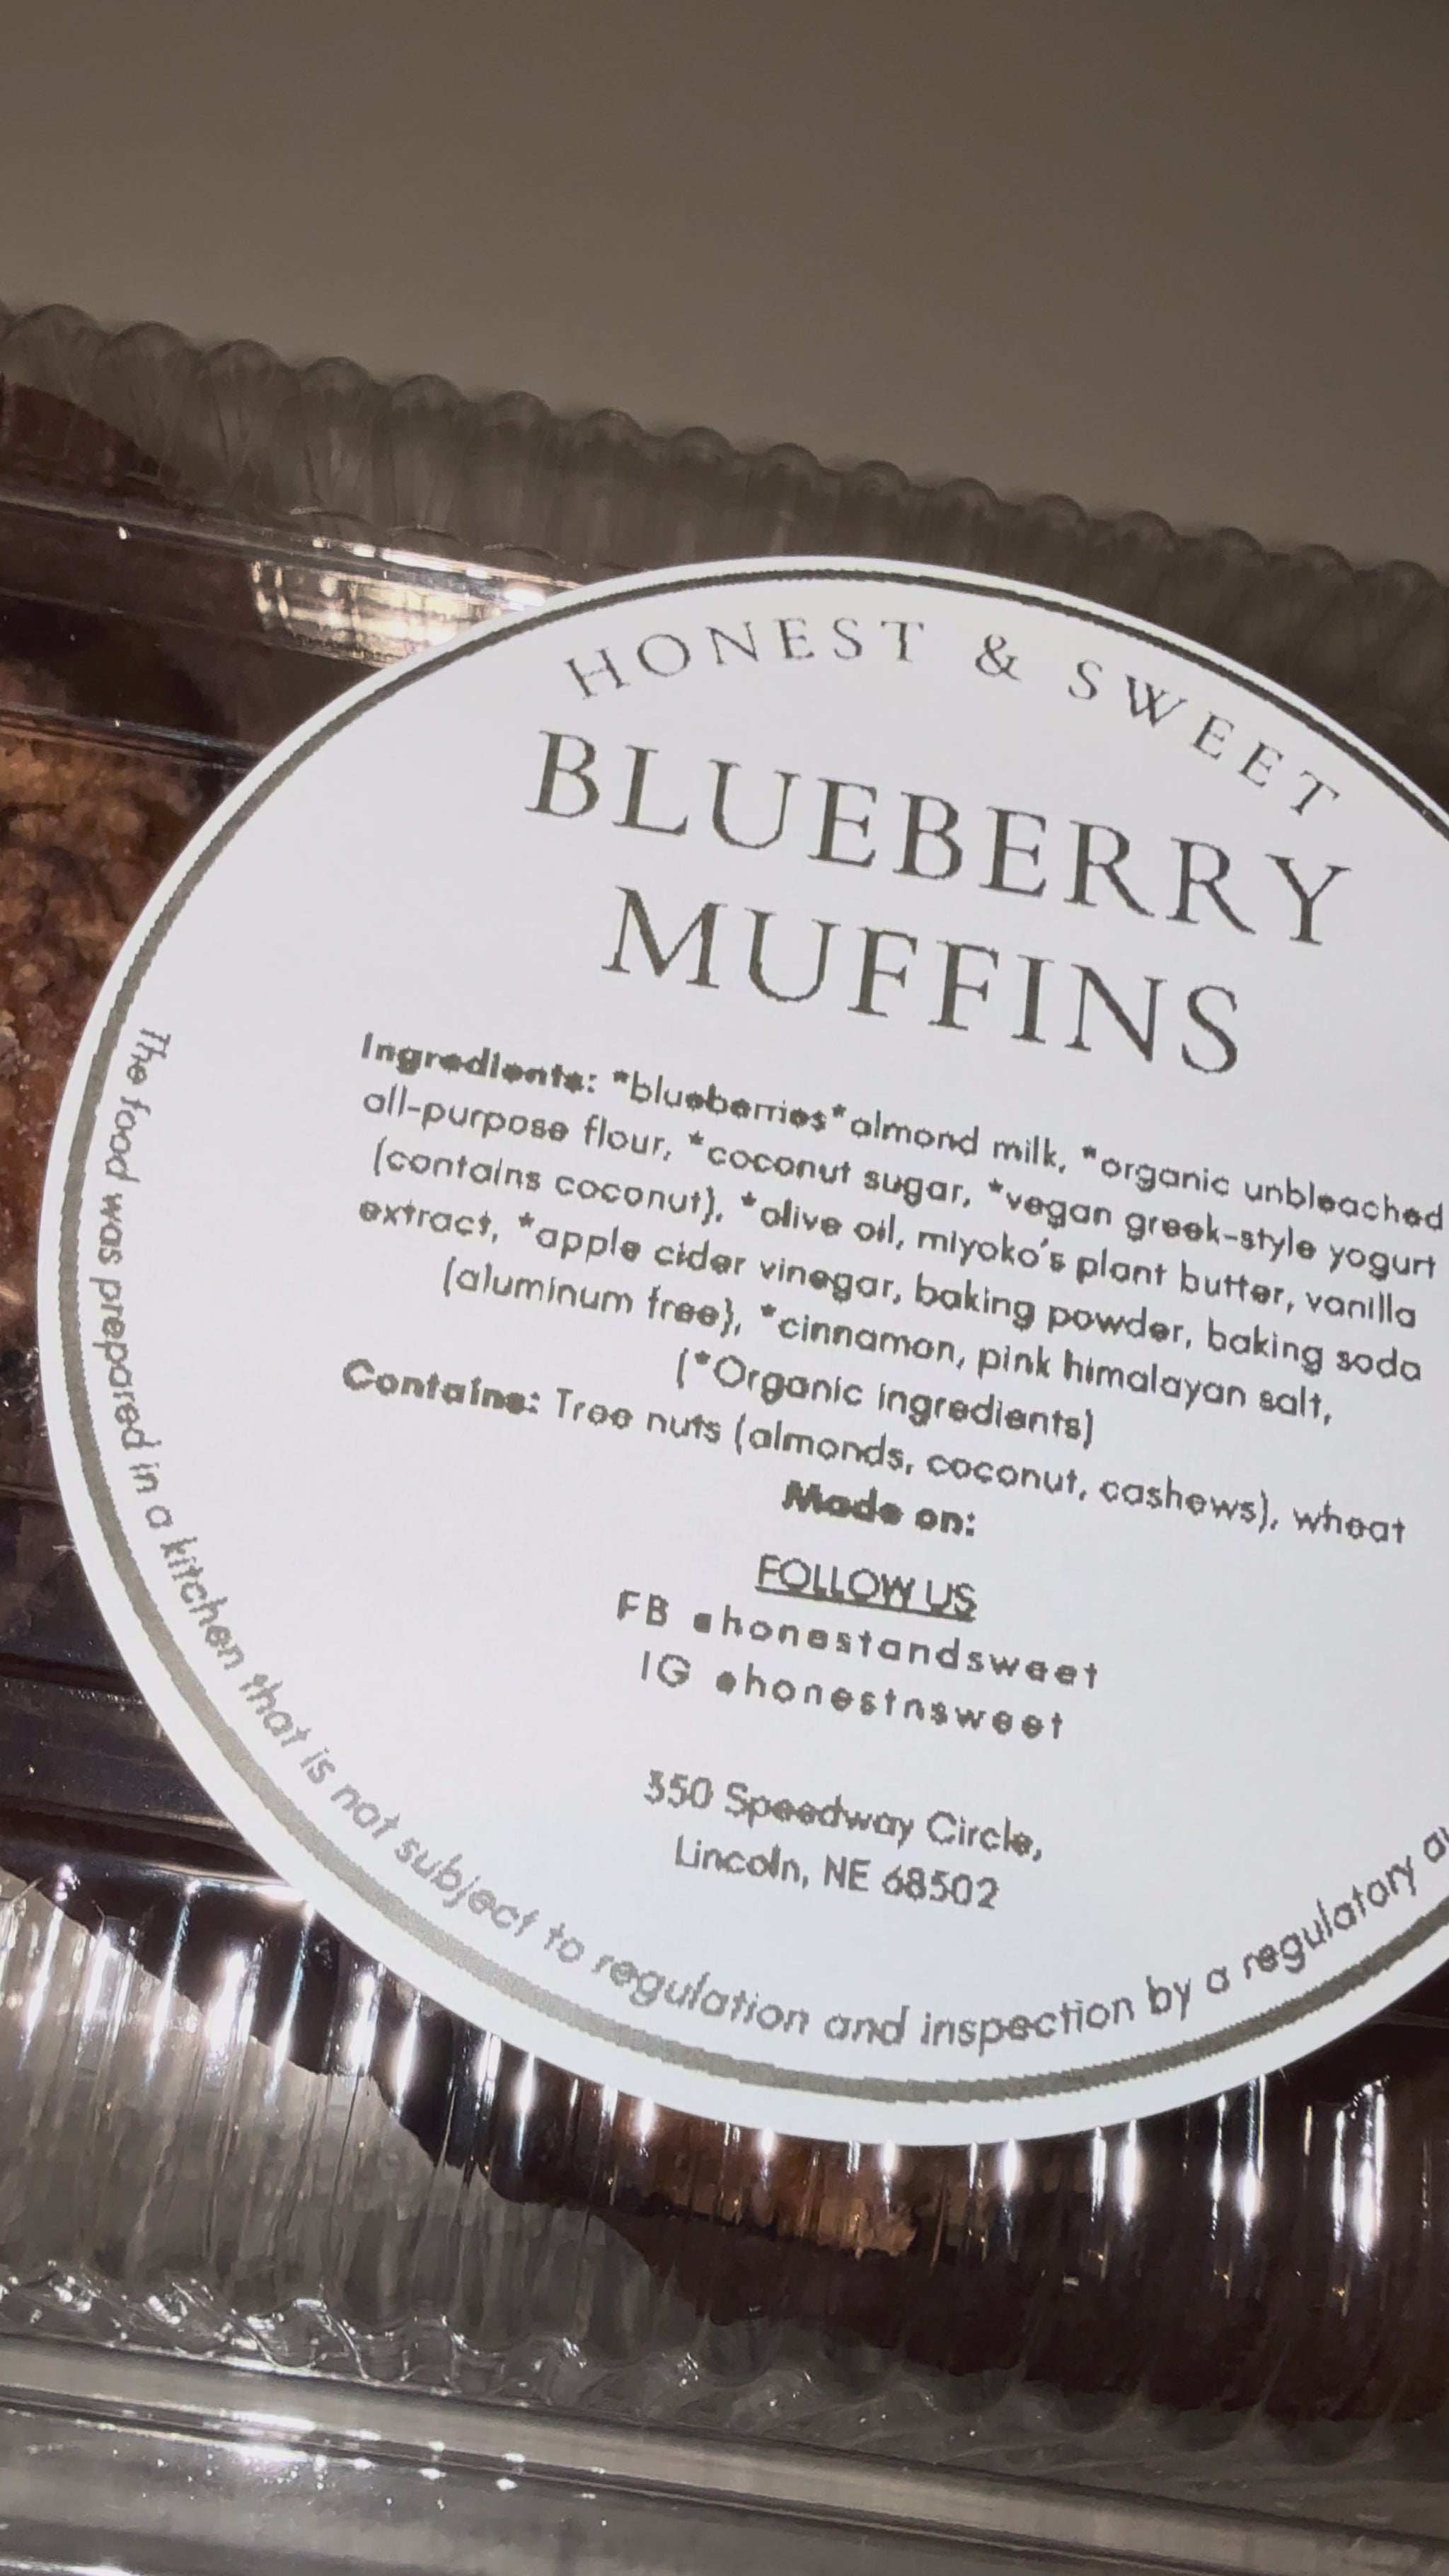 HONEST & SWEET
BLUEBERRY
MUFFINS
Ingredients: *blueberries*almond milk, *organic unbleached
all-purpose flour, *coconut sugar, *vegan greek-style yogurt
(contains coconut), *olive oil, miyoko's plant butter, vanilla
extract, *apple cider vinegar, baking powder, baking soda
(aluminum free), *cinnamon, pink himalayan salt,
(*Organic ingredients)
Contains: Tree nuts (almonds, coconut, cashews), wheat
Made on:
FOLLOW US
FB @honestandsweet
IG @honestnsweet
350 Speedway Circle,
Lincoln, NE 68502
The food was prepared in a kitchen that is not subject to regulation and inspection by a regulatory